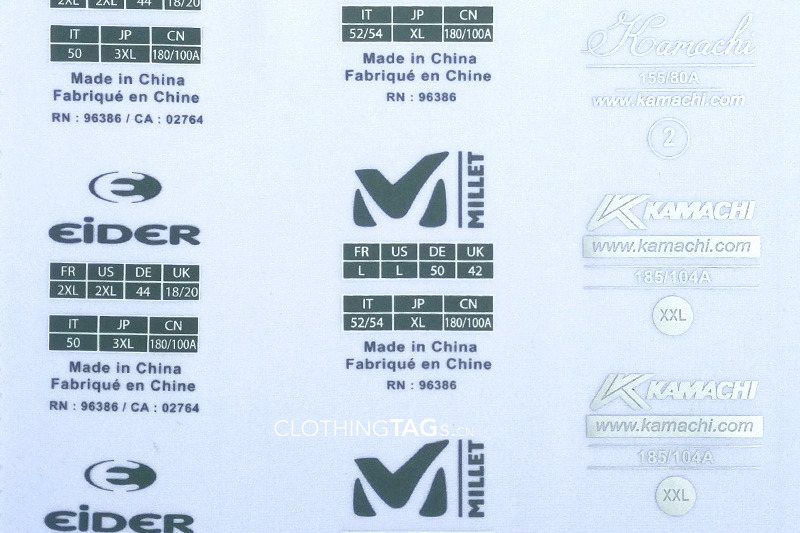 2XL 2XL 44 18/20
IT JP CN
50 3XL 180/100A
Made in China
Fabriqué en Chine
RN : 96386 / CA : 02764
EiDER
FR US DE UK
2XL 2XL 44 18/20
IT JP CN
50 3XL 180/100A
Made in China
Fabriqué en Chine
RN : 96386 / CA : 02764
EiDER
IT JP CN
52/54 XL 180/100A
Made in China
Fabriqué en Chine
RN : 96386
MILLET
FR US DE UK
L L 50 42
IT JP CN
52/54 XL 180/100A
Made in China
Fabriqué en Chine
RN : 96386
CLOTHINGTAGs.CN
MILLET
Kamachi
155/80A
www.kamachi.com
2
KAMACHI
www.kamachi.com
185/104A
XXL
KAMACHI
www.kamachi.com
185/104A
XXL